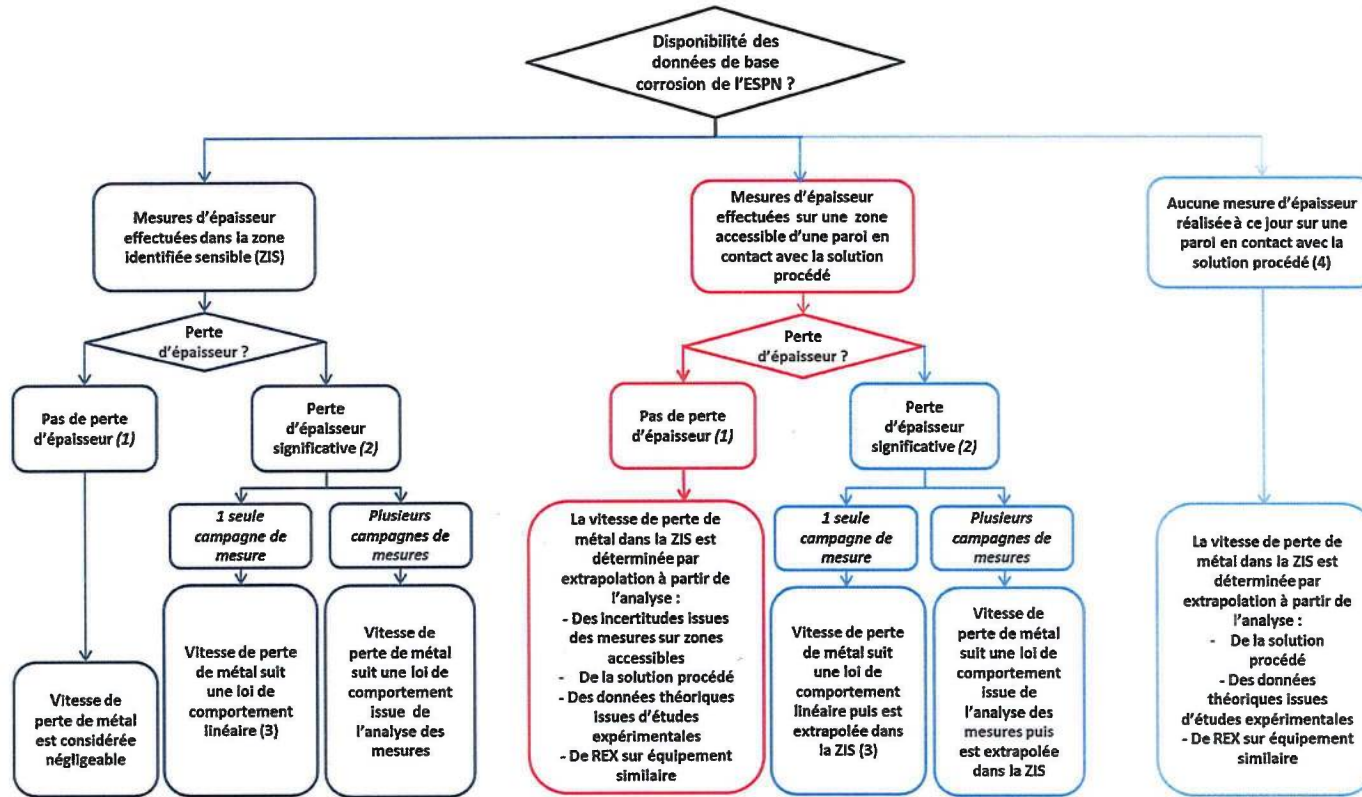 Disponibilité des
données de base
corrosion de l'ESPN ?
Mesures d'épaisseur
effectuées dans la zone
identifiée sensible (ZIS)
Mesures d'épaisseur
effectuées sur une zone
accessible d'une paroi en
contact avec la solution
procédé
Aucune mesure d'épaisseur
réalisée à ce jour sur une
paroi en contact avec la
solution procédé (4)
Perte
d'épaisseur ?
Perte
d'épaisseur ?
Pas de perte
d'épaisseur (1)
Perte
d'épaisseur
significative (2)
Pas de perte
d'épaisseur (1)
Perte
d'épaisseur
significative (2)
1 seule
campagne de
mesure
Plusieurs
campagnes de
mesures
1 seule
campagne de
mesure
Plusieurs
campagnes de
mesures
Vitesse de
perte de métal
est considérée
négligeable
Vitesse de perte
de métal suit
une loi de
comportement
linéaire (3)
Vitesse de
perte de métal
suit une loi de
comportement
issue de
l'analyse des
mesures
La vitesse de perte de
métal dans la ZIS est
déterminée par
extrapolation à partir de
l'analyse :
- Des incertitudes issues
des mesures sur zones
accessibles
- De la solution procédé
- Des données théoriques
issues d'études
expérimentales
- De REX sur équipement
similaire
Vitesse de perte
de métal suit
une loi de
comportement
linéaire puis est
extrapolée dans
la ZIS (3)
Vitesse de
perte de métal
suit une loi de
comportement
issue de
l'analyse des
mesures puis
est extrapolée
dans la ZIS
La vitesse de perte de
métal dans la ZIS est
déterminée par
extrapolation à partir de
l'analyse :
- De la solution
procédé
- Des données
théoriques issues
d'études expérimentales
- De REX sur équipement
similaire